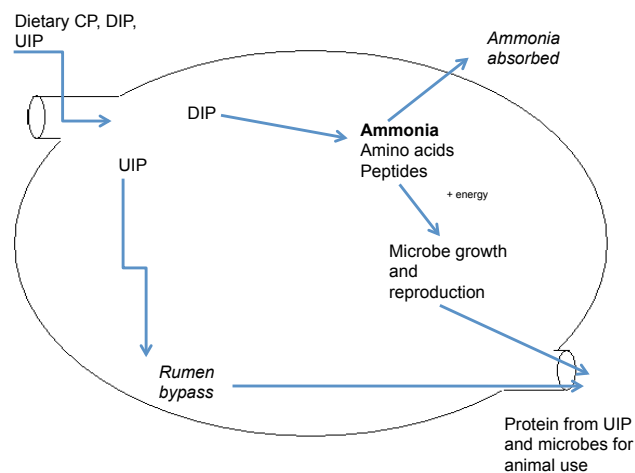 Dietary CP, DIP,
UIP
Ammonia
absorbed
DIP
Ammonia
Amino acids
Peptides
UIP
+ energy
Microbe growth
and
reproduction
Rumen
bypass
Protein from UIP
and microbes for
animal use